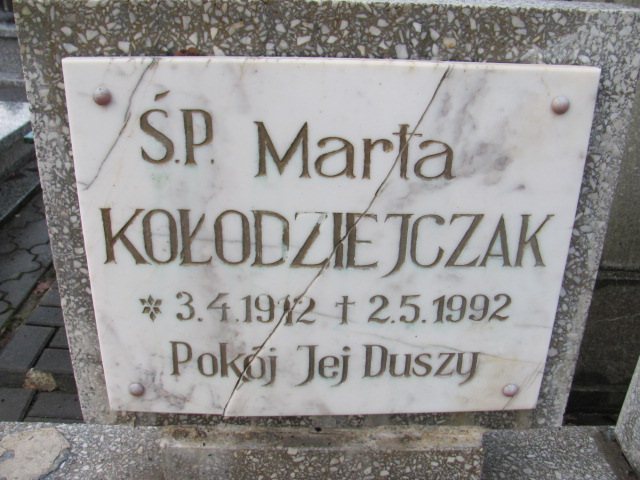 Ś.P. Marta
KOŁODZIEJCZAK
* 3.4.1912 † 2.5.1992
Pokój Jej Duszy